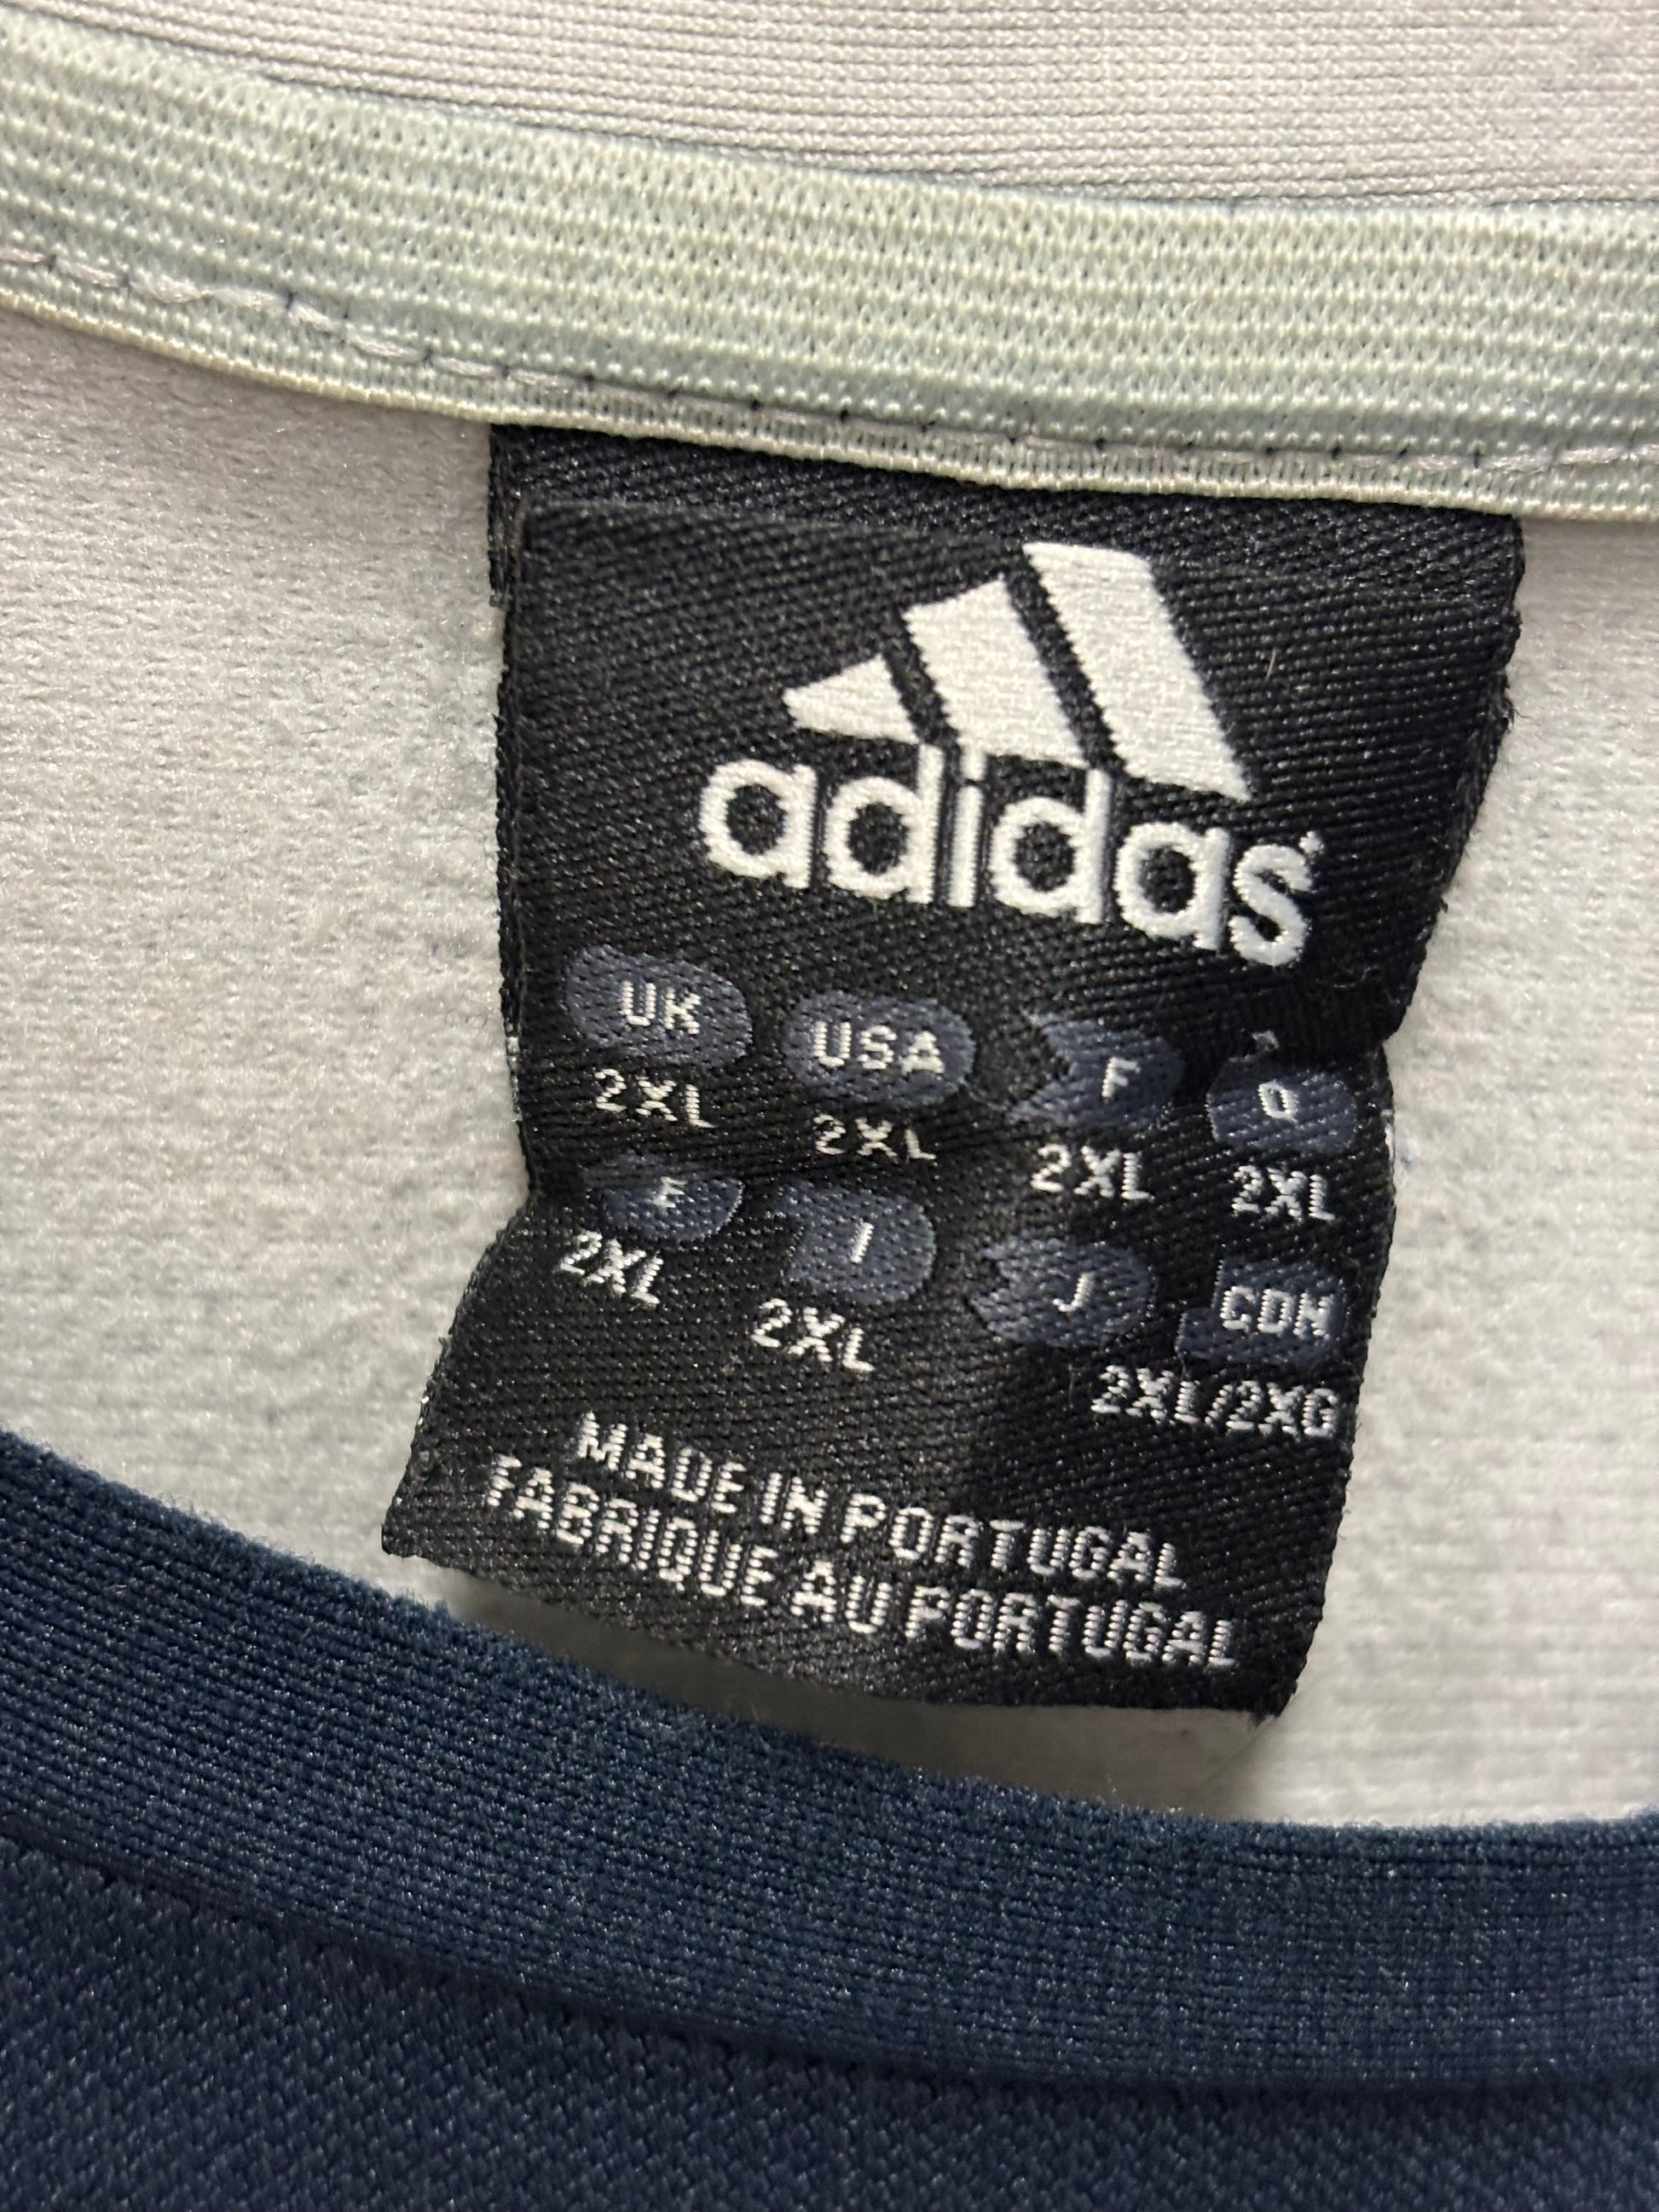 adidas
UK USA F D
2XL 2XL 2XL 2XL
E I J CDN
2XL 2XL 2XL/2XG
MADE IN PORTUGAL
FABRIQUE AU PORTUGAL